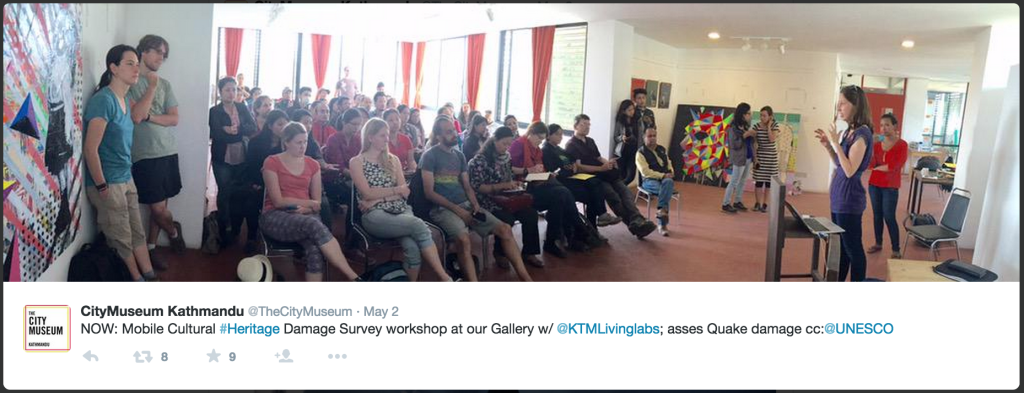 CityMuseum Kathmandu @TheCityMuseum · May 2
THE
CITY
MUSEUM
KATHMANDU
NOW: Mobile Cultural #Heritage Damage Survey workshop at our Gallery w/ @KTMLivinglabs; asses Quake damage cc:@UNESCO
8
9